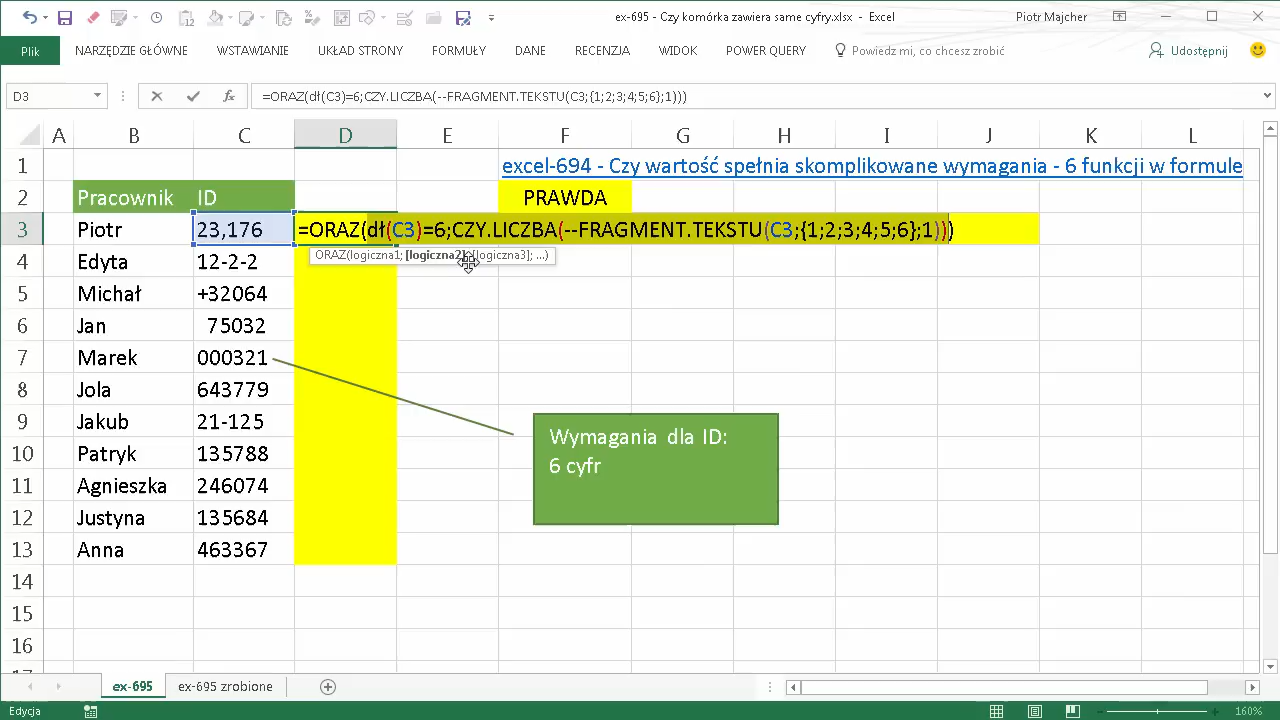 ex-695 - Czy komórka zawiera same cyfry.xlsx - Excel
Piotr Majcher
Plik
NARZĘDZIE GŁÓWNE
WSTAWIANIE
UKŁAD STRONY
FORMUŁY
DANE
RECENZJA
WIDOK
POWER QUERY
Powiedz mi, co chcesz zrobić
Udostępnij
D3
fx
=ORAZ(dł(C3)=6;CZY.LICZBA(--FRAGMENT.TEKSTU(C3;{1;2;3;4;5;6};1)))
A B C D E F G H I J K L
1 excel-694 - Czy wartość spełnia skomplikowane wymagania - 6 funkcji w formule
2 Pracownik ID PRAWDA
3 Piotr 23,176 =ORAZ(dł(C3)=6;CZY.LICZBA(--FRAGMENT.TEKSTU(C3;{1;2;3;4;5;6};1)))
ORAZ(logiczna1; [logiczna2]; [logiczna3]; ...)
4 Edyta 12-2-2
5 Michał +32064
6 Jan 75032
7 Marek 000321
8 Jola 643779
9 Jakub 21-125
10 Patryk 135788
11 Agnieszka 246074
12 Justyna 135684
13 Anna 463367
Wymagania dla ID:
6 cyfr
14
15
16
17
ex-695
ex-695 zrobione
Edycja
160%